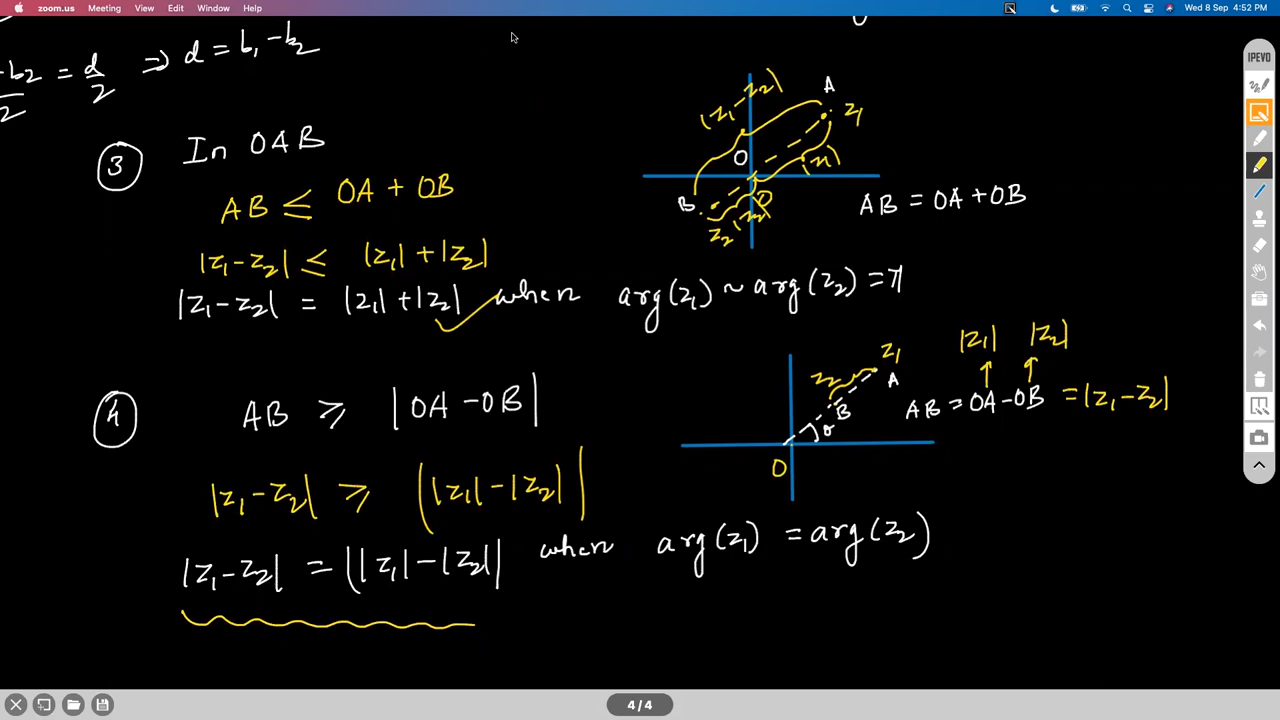 zoom.us Meeting View Edit Window Help Wed 8 Sep 4:52 PM
IPEVO
-b2/2 = d/2 ⇒ d = b1 - b2
③ In OAB
AB ≤ OA + OB
|z1-z2| ≤ |z1|+|z2|
|z1-z2| = |z1|+|z2| when arg(z1) ~ arg(z2) = π
|z1-z2|
A
z1
O
B
z2
AB = OA+OB
④ AB ≥ |OA-OB|
|z1-z2| ≥ ||z1|-|z2||
|z1-z2| = ||z1|-|z2|| when arg(z1) = arg(z2)
z1
z2
A
B
θ
O
|z1| |z2|
AB = OA-OB = |z1-z2|
4/4